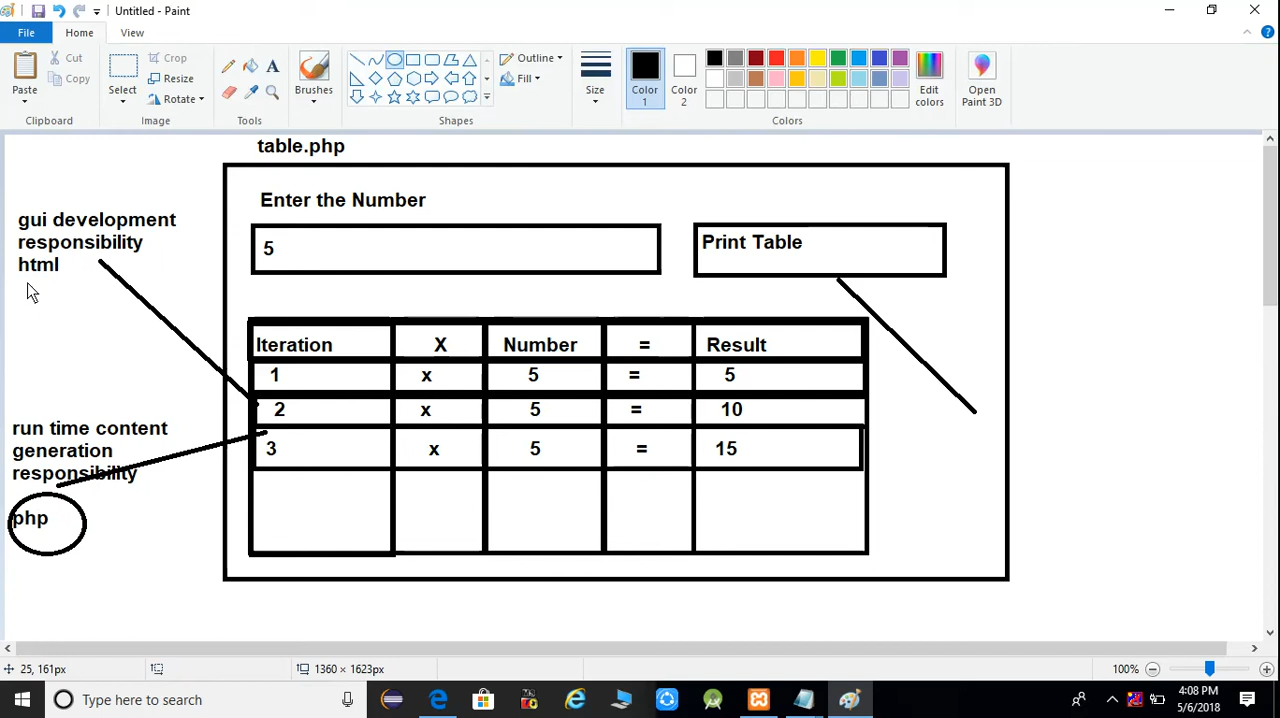 Untitled - Paint
File
Home
View
Paste
Cut
Copy
Clipboard
Select
Crop
Resize
Rotate
Image
A
Tools
Brushes
Outline
Fill
Shapes
Size
Color 1
Color 2
Edit colors
Colors
Open Paint 3D
table.php
Enter the Number
5
Print Table
gui development
responsibility
html
Iteration X Number = Result
1 x 5 = 5
2 x 5 = 10
3 x 5 = 15
run time content
generation
responsibility
php
25, 161px
1360 × 1623px
100%
Type here to search
4:08 PM
5/6/2018